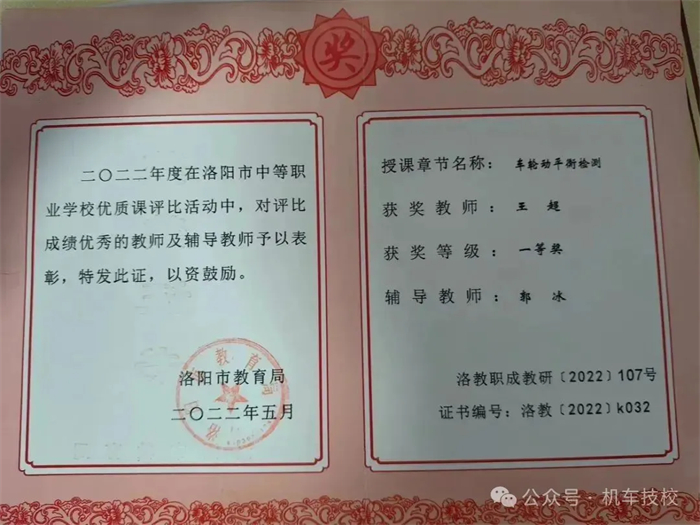 奖
二〇二二年度在洛阳市中等职
业学校优质课评比活动中，对评比
成绩优秀的教师及辅导教师予以表
彰，特发此证，以资鼓励。
洛阳市教育局
二〇二二年五月
授课章节名称：车轮动平衡检测
获奖教师：王超
获奖等级：一等奖
辅导教师：郭冰
洛教职成教研〔2022〕107号
证书编号：洛教〔2022〕k032
公众号·机车技校